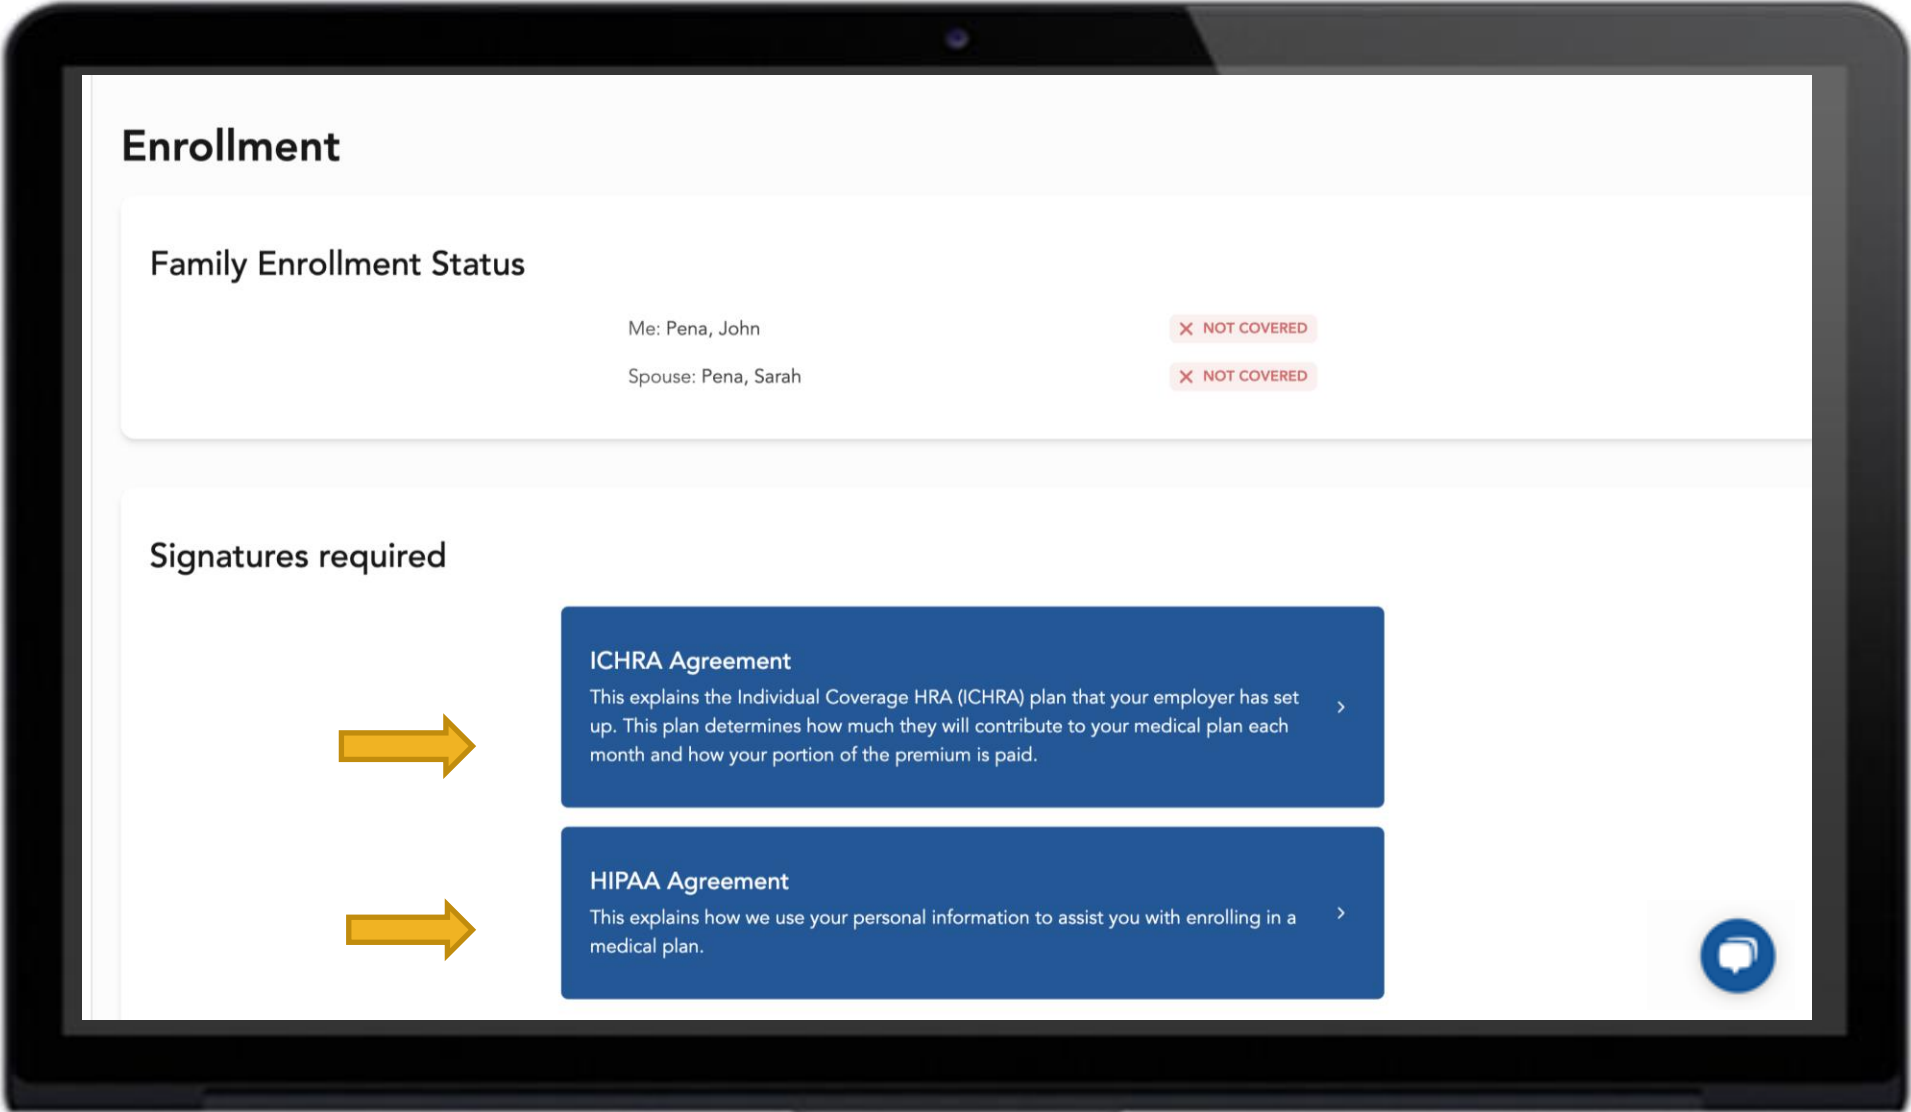 Enrollment
Family Enrollment Status
Me: Pena, John
NOT COVERED
Spouse: Pena, Sarah
NOT COVERED
Signatures required
ICHRA Agreement
This explains the Individual Coverage HRA (ICHRA) plan that your employer has set
up. This plan determines how much they will contribute to your medical plan each
month and how your portion of the premium is paid.
HIPAA Agreement
This explains how we use your personal information to assist you with enrolling in a
medical plan.